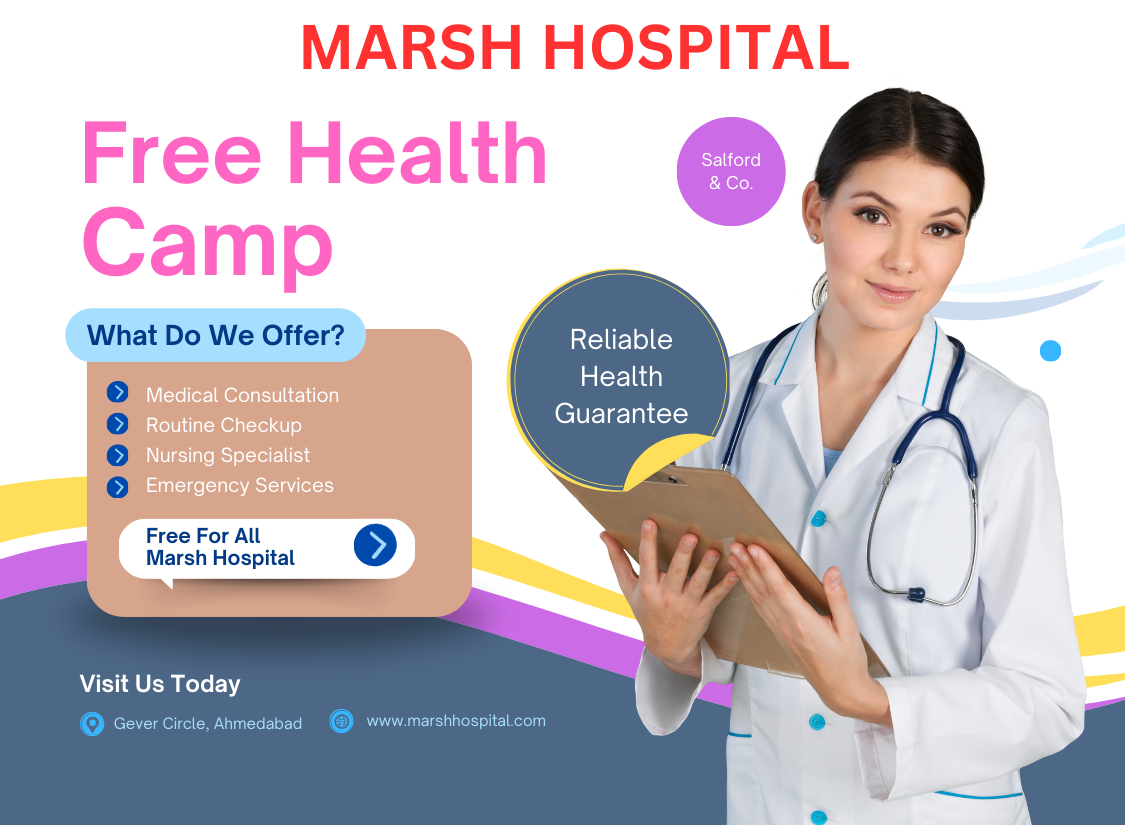 MARSH HOSPITAL
Free Health
Camp
Salford
& Co.
Reliable
Health
Guarantee
What Do We Offer?
Medical Consultation
Routine Checkup
Nursing Specialist
Emergency Services
Free For All
Marsh Hospital
Visit Us Today
Gever Circle, Ahmedabad
www.marshhospital.com